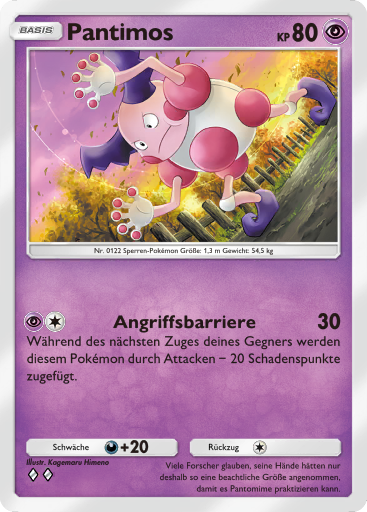 BASIS Pantimos KP 80
Nr. 0122 Sperren-Pokémon Größe: 1,3 m Gewicht: 54,5 kg
Angriffsbarriere 30
Während des nächsten Zuges deines Gegners werden
diesem Pokémon durch Attacken – 20 Schadenspunkte
zugefügt.
Schwäche +20 Rückzug
Illustr. Kagemaru Himeno
Viele Forscher glauben, seine Hände hätten nur
deshalb so eine beachtliche Größe angenommen,
damit es Pantomime praktizieren kann.